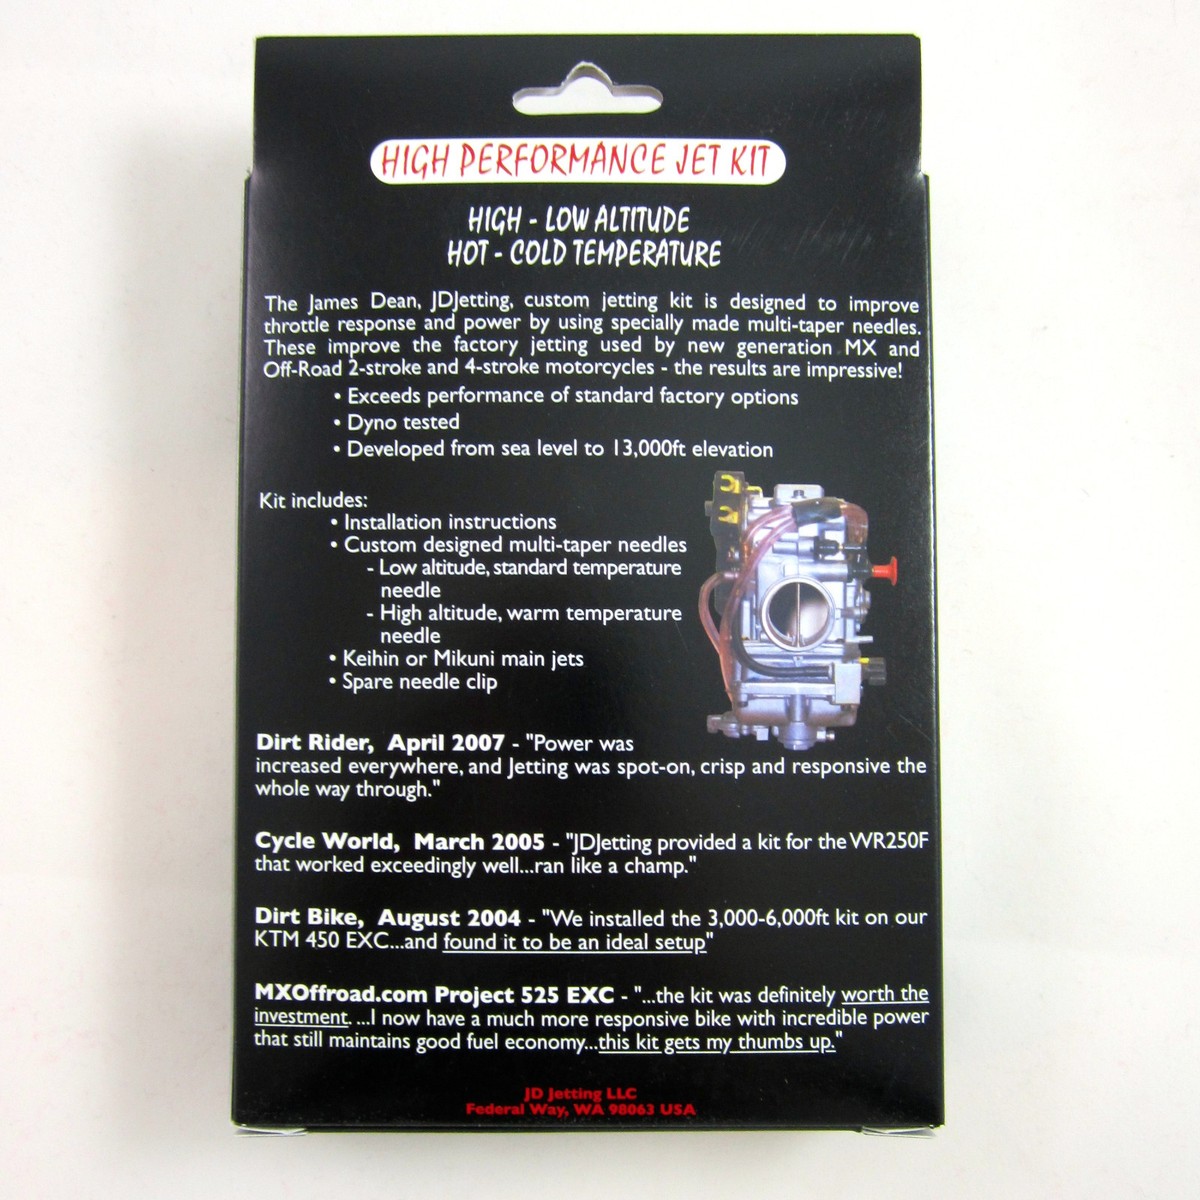 HIGH PERFORMANCE JET KIT
HIGH - LOW ALTITUDE
HOT - COLD TEMPERATURE
The James Dean, JDJetting, custom jetting kit is designed to improve
throttle response and power by using specially made multi-taper needles.
These improve the factory jetting used by new generation MX and
Off-Road 2-stroke and 4-stroke motorcycles - the results are impressive!
• Exceeds performance of standard factory options
• Dyno tested
• Developed from sea level to 13,000ft elevation
Kit includes:
• Installation instructions
• Custom designed multi-taper needles
- Low altitude, standard temperature
needle
- High altitude, warm temperature
needle
• Keihin or Mikuni main jets
• Spare needle clip
Dirt Rider, April 2007 - "Power was
increased everywhere, and Jetting was spot-on, crisp and responsive the
whole way through."
Cycle World, March 2005 - "JDJetting provided a kit for the WR250F
that worked exceedingly well...ran like a champ."
Dirt Bike, August 2004 - "We installed the 3,000-6,000ft kit on our
KTM 450 EXC...and found it to be an ideal setup"
MXOffroad.com Project 525 EXC - "...the kit was definitely worth the
investment. ...I now have a much more responsive bike with incredible power
that still maintains good fuel economy...this kit gets my thumbs up."
JD Jetting LLC
Federal Way, WA 98063 USA